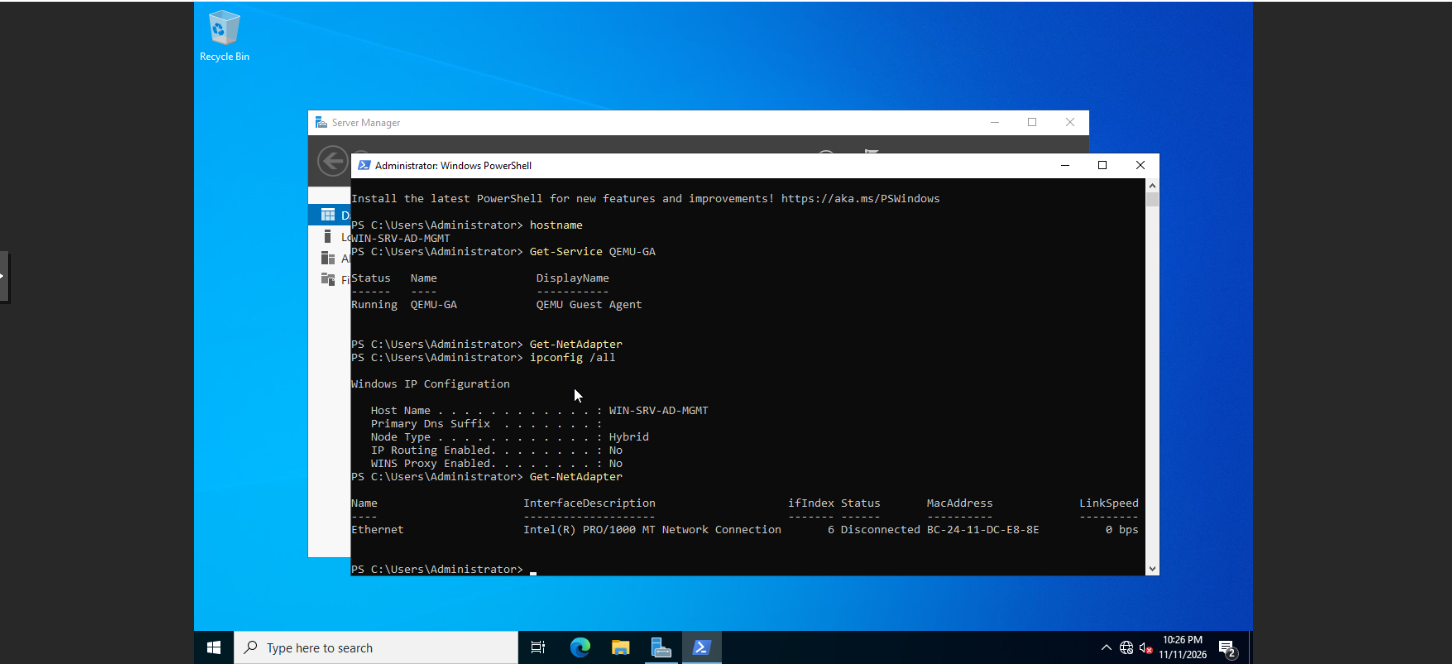 Recycle Bin
Server Manager
Administrator: Windows PowerShell
Install the latest PowerShell for new features and improvements! https://aka.ms/PSWindows
PS C:\Users\Administrator> hostname
WIN-SRV-AD-MGMT
PS C:\Users\Administrator> Get-Service QEMU-GA
Status   Name               DisplayName
------   ----               -----------
Running  QEMU-GA            QEMU Guest Agent
PS C:\Users\Administrator> Get-NetAdapter
PS C:\Users\Administrator> ipconfig /all
Windows IP Configuration
   Host Name . . . . . . . . . . . . : WIN-SRV-AD-MGMT
   Primary Dns Suffix  . . . . . . . :
   Node Type . . . . . . . . . . . . : Hybrid
   IP Routing Enabled. . . . . . . . : No
   WINS Proxy Enabled. . . . . . . . : No
PS C:\Users\Administrator> Get-NetAdapter
Name                      InterfaceDescription                    ifIndex Status       MacAddress             LinkSpeed
----                      --------------------                    ------- ------       ----------             ---------
Ethernet                  Intel(R) PRO/1000 MT Network Connection       6 Disconnected BC-24-11-DC-E8-8E          0 bps
PS C:\Users\Administrator>
Type here to search
10:26 PM
11/11/2026
2